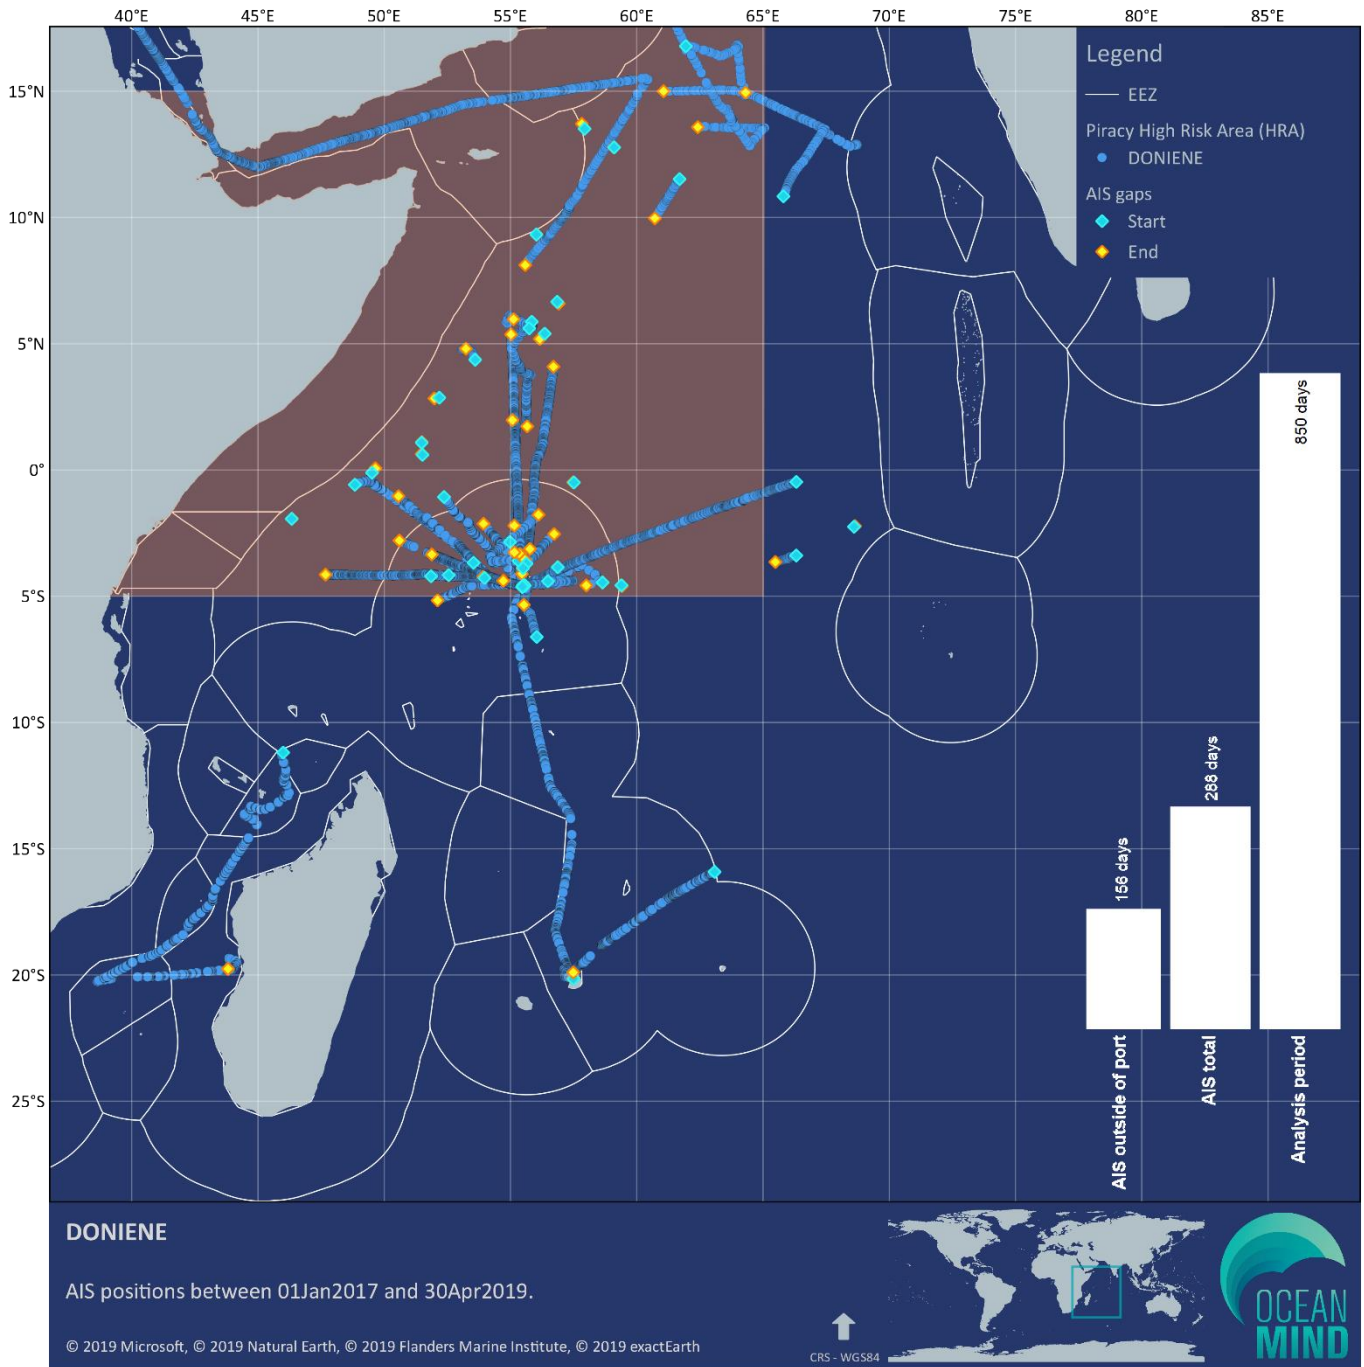 40°E 45°E 50°E 55°E 60°E 65°E 70°E 75°E 80°E 85°E
Legend
EEZ
Piracy High Risk Area (HRA)
DONIENE
AIS gaps
Start
End
15°N
10°N
5°N
0°
5°S
10°S
15°S
20°S
25°S
156 days
288 days
850 days
AIS outside of port
AIS total
Analysis period
DONIENE
AIS positions between 01Jan2017 and 30Apr2019.
© 2019 Microsoft, © 2019 Natural Earth, © 2019 Flanders Marine Institute, © 2019 exactEarth
CRS - WGS84
OCEAN
MIND